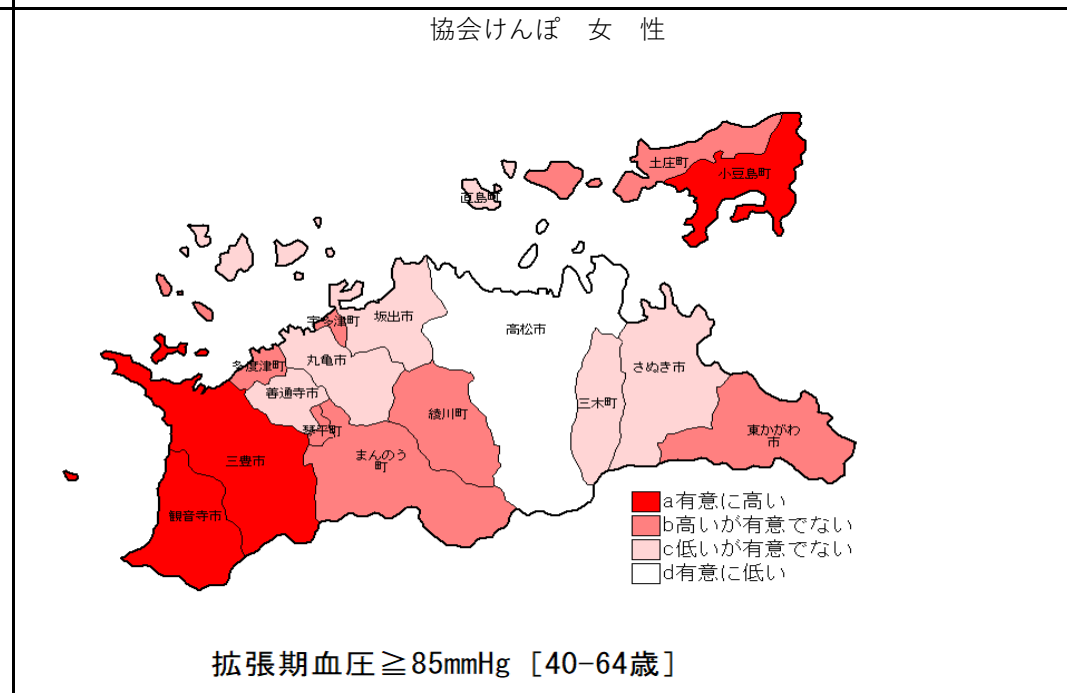 協会けんぽ　女　性
土庄町
小豆島町
直島町
宇多津町
坂出市
高松市
多度津町
丸亀市
さぬき市
善通寺市
三木町
綾川町
琴平町
東かがわ
市
まんのう
町
三豊市
観音寺市
a有意に高い
b高いが有意でない
c低いが有意でない
d有意に低い
拡張期血圧≧85mmHg［40-64歳］